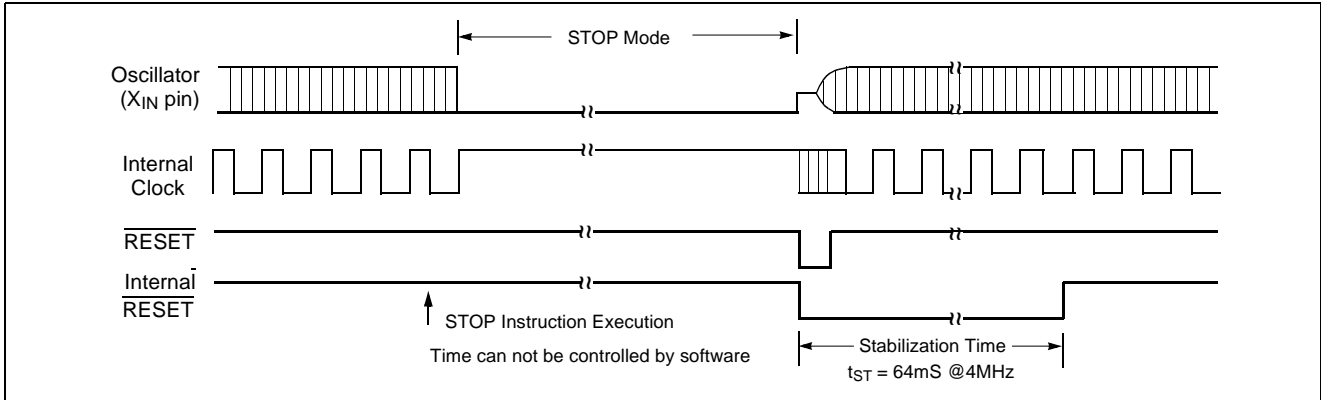 STOP Mode
Oscillator
(XIN pin)
Internal
Clock
RESET
Internal
RESET
STOP Instruction Execution
Time can not be controlled by software
Stabilization Time
tST = 64mS @4MHz